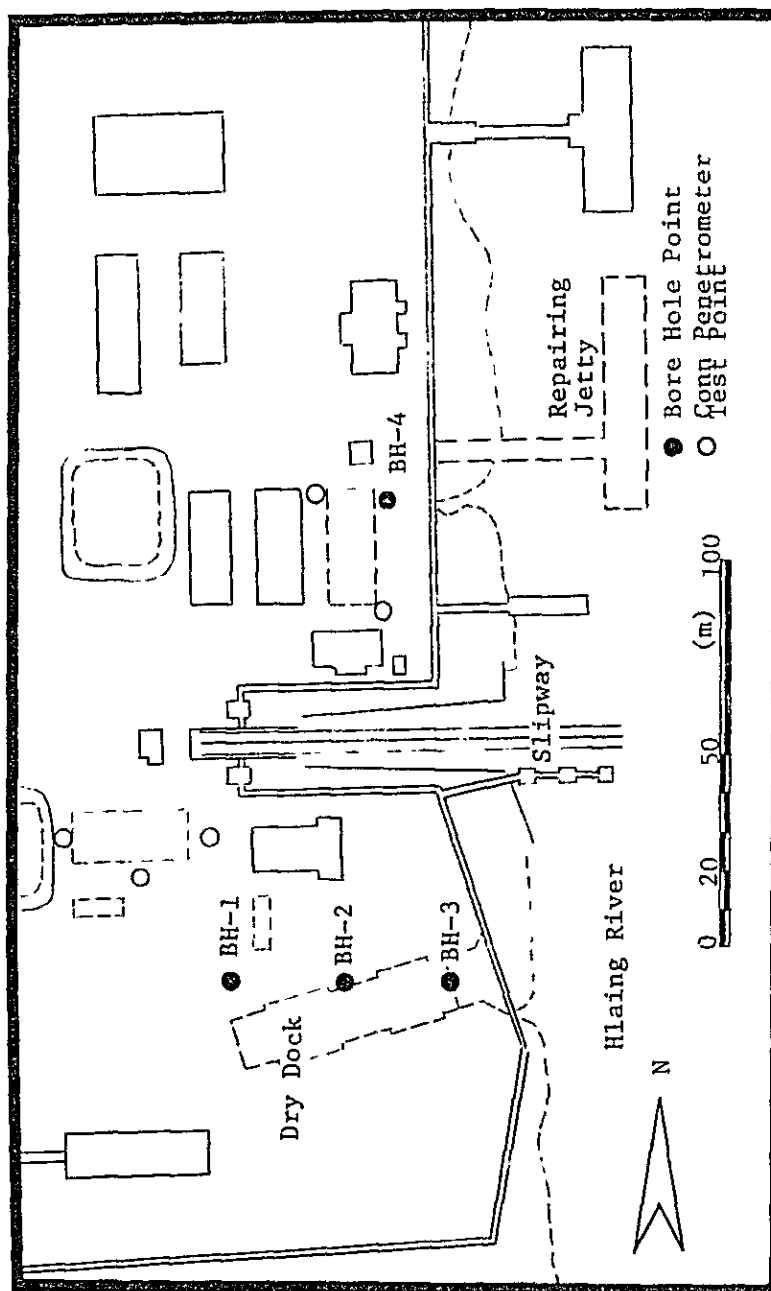 BH-1
BH-2
BH-3
BH-4
Dry Dock
Slipway
Repairing
Jetty
Hlaing River
N
0 20 50 (m) 100
● Bore Hole Point
○ Conn Penetrometer
Test Point